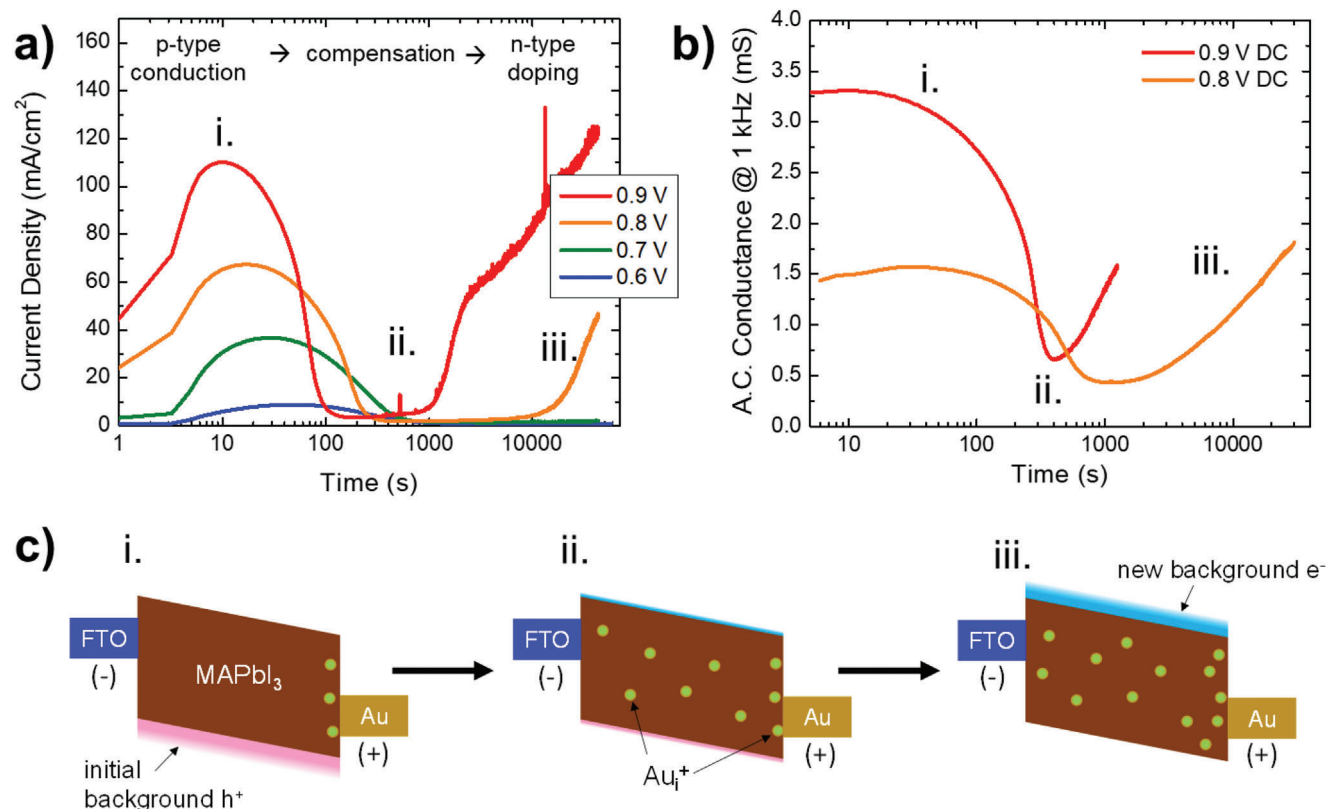 a)
160
140
120
100
80
60
40
20
0
Current Density (mA/cm²)
p-type conduction → compensation → n-type doping
i.
ii.
iii.
0.9 V
0.8 V
0.7 V
0.6 V
1
10
100
1000
10000
Time (s)
b)
4.0
3.5
3.0
2.5
2.0
1.5
1.0
0.5
0.0
A.C. Conductance @ 1 kHz (mS)
0.9 V DC
0.8 V DC
i.
ii.
iii.
10
100
1000
10000
Time (s)
c)
i.
FTO
(-)
MAPbI₃
Au
(+)
initial
background h⁺
ii.
FTO
(-)
Au
(+)
Auᵢ⁺
iii.
new background e⁻
FTO
(-)
Au
(+)